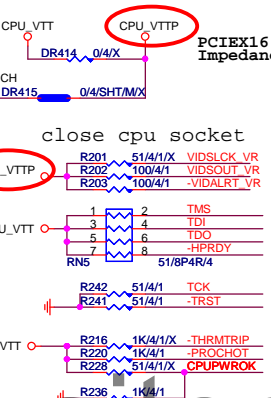 CPU_VTT CPU_VTTP
DR414 0/4/X PCIEX16
Impedanc
CH
DR415 0/4/SHT/M/X
close cpu socket
_VTTP R201 51/4/1/X VIDSLCK_VR
R202 100/4/1 VIDSOUT_VR
R203 100/4/1 -VIDALRT_VR
1 2 TMS
U_VTT 3 4 TDI
5 6 TDO
7 8 -HPRDY
RN5 51/8P4R/4
R242 51/4/1 TCK
R241 51/4/1 -TRST
VTT R216 1K/4/1/X -THRMTRIP
R220 1K/4/1 -PROCHOT
R228 51/4/1/X CPUPWROK
R236 1K/4/1